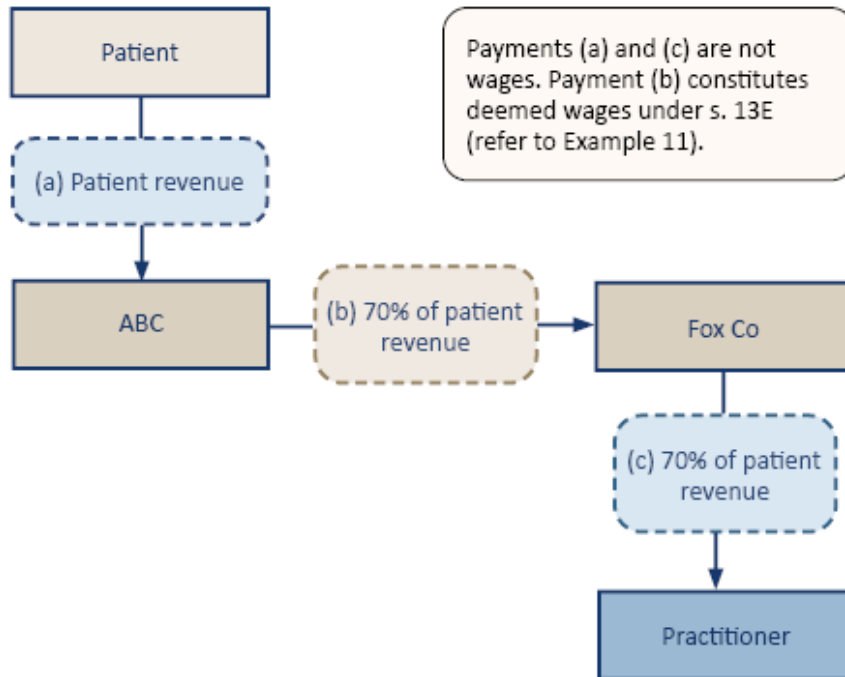 Patient
Payments (a) and (c) are not
wages. Payment (b) constitutes
deemed wages under s. 13E
(refer to Example 11).
(a) Patient revenue
ABC
(b) 70% of patient
revenue
Fox Co
(c) 70% of patient
revenue
Practitioner